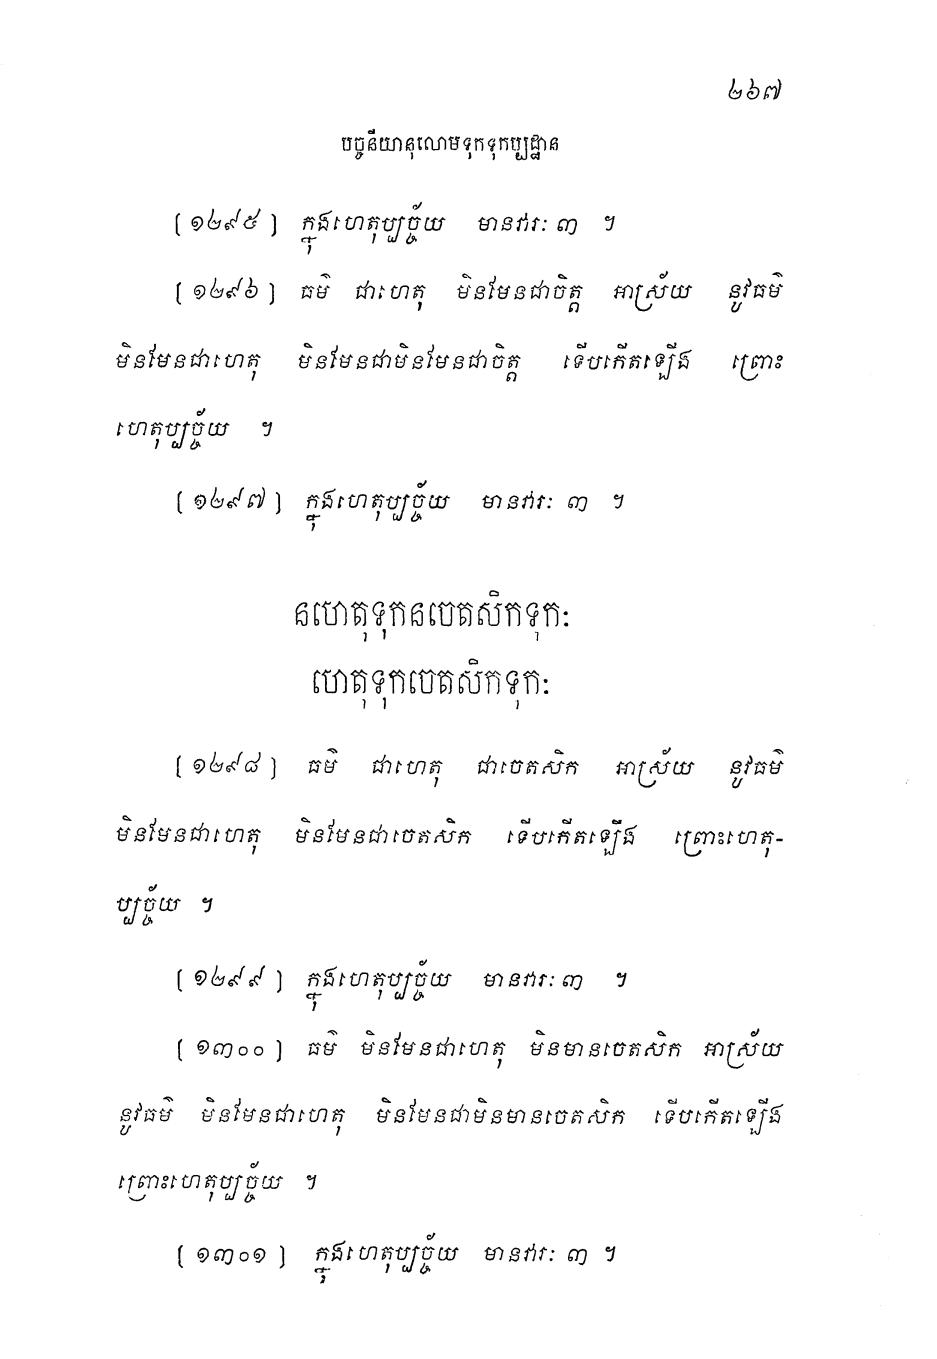 ២៦៧
បច្ចនីយានុលោមទុកទុកប្បដ្ឋាន
[១២៩៥] ក្នុងហេតុប្បច្ច័យ មានវារៈ ៣ ។
[១២៩៦] ធម៌ ជាហេតុ មិនមែនជាចិត្ត អាស្រ័យ នូវធម៌
មិនមែនជាហេតុ មិនមែនជាមិនមែនជាចិត្ត ទើបកើតឡើង ព្រោះ
ហេតុប្បច្ច័យ ។
[១២៩៧] ក្នុងហេតុប្បច្ច័យ មានវារៈ ៣ ។
នហេតុទុកនចេតសិកទុកៈ
ហេតុទុកចេតសិកទុកៈ
[១២៩៨] ធម៌ ជាហេតុ ជាចេតសិក អាស្រ័យ នូវធម៌
មិនមែនជាហេតុ មិនមែនជាចេតសិក ទើបកើតឡើង ព្រោះហេតុ-
ប្បច្ច័យ ។
[១២៩៩] ក្នុងហេតុប្បច្ច័យ មានវារៈ ៣ ។
[១៣០០] ធម៌ មិនមែនជាហេតុ មិនមានចេតសិក អាស្រ័យ
នូវធម៌ មិនមែនជាហេតុ មិនមែនជាមិនមានចេតសិក ទើបកើតឡើង
ព្រោះហេតុប្បច្ច័យ ។
[១៣០១] ក្នុងហេតុប្បច្ច័យ មានវារៈ ៣ ។